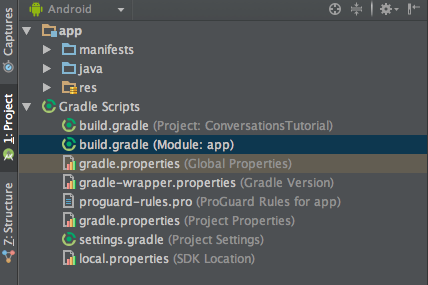 Android
Captures
1: Project
Z: Structure
app
manifests
java
res
Gradle Scripts
build.gradle (Project: ConversationsTutorial)
build.gradle (Module: app)
gradle.properties (Global Properties)
gradle-wrapper.properties (Gradle Version)
proguard-rules.pro (ProGuard Rules for app)
gradle.properties (Project Properties)
settings.gradle (Project Settings)
local.properties (SDK Location)